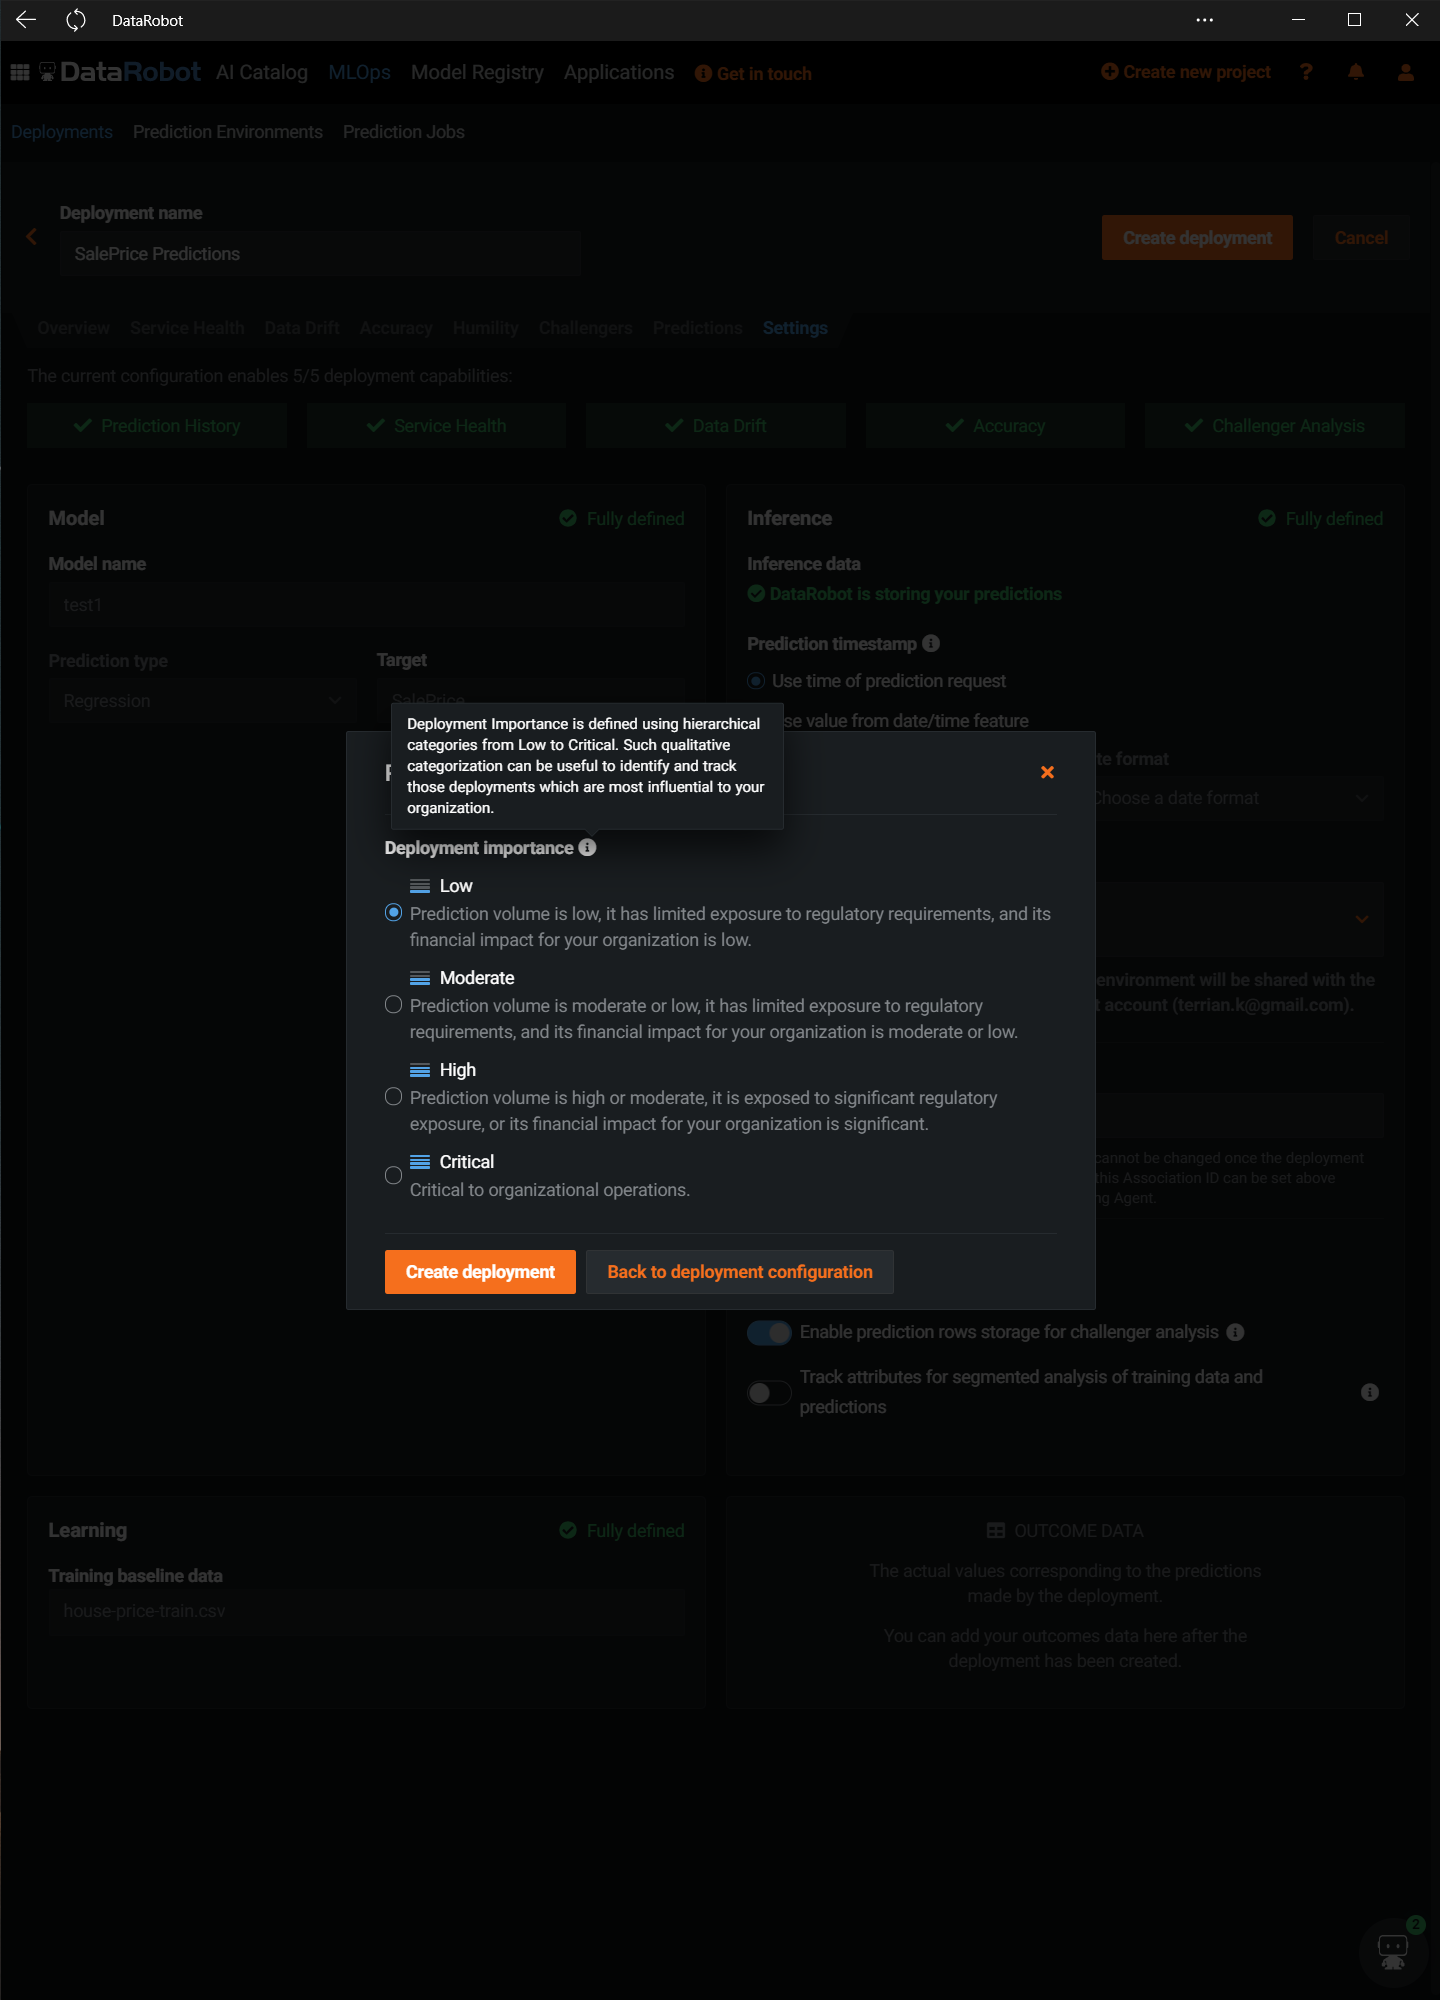 DataRobot
DataRobot AI Catalog MLOps Model Registry Applications Get in touch Create new project ?
Deployments Prediction Environments Prediction Jobs
Deployment name
SalePrice Predictions
Create deployment Cancel
Overview Service Health Data Drift Accuracy Humility Challengers Predictions Settings
The current configuration enables 5/5 deployment capabilities:
Prediction History Service Health Data Drift Accuracy Challenger Analysis
Model Fully defined
Model name
test1
Prediction type Target
Regression SalePrice
Inference Fully defined
Inference data
DataRobot is storing your predictions
Prediction timestamp
Use time of prediction request
se value from date/time feature
te format
Choose a date format
environment will be shared with the
t account (terrian.k@gmail.com).
cannot be changed once the deployment
this Association ID can be set above
ng Agent.
Deployment Importance is defined using hierarchical
categories from Low to Critical. Such qualitative
categorization can be useful to identify and track
those deployments which are most influential to your
organization.
Deployment importance
Low
Prediction volume is low, it has limited exposure to regulatory requirements, and its
financial impact for your organization is low.
Moderate
Prediction volume is moderate or low, it has limited exposure to regulatory
requirements, and its financial impact for your organization is moderate or low.
High
Prediction volume is high or moderate, it is exposed to significant regulatory
exposure, or its financial impact for your organization is significant.
Critical
Critical to organizational operations.
Create deployment Back to deployment configuration
Enable prediction rows storage for challenger analysis
Track attributes for segmented analysis of training data and
predictions
Learning Fully defined
Training baseline data
house-price-train.csv
OUTCOME DATA
The actual values corresponding to the predictions
made by the deployment.
You can add your outcomes data here after the
deployment has been created.
2